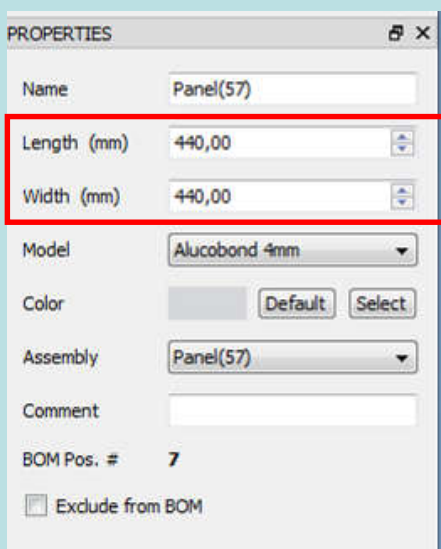 PROPERTIES
Name Panel(57)
Length (mm) 440,00
Width (mm) 440,00
Model Alucobond 4mm
Color Default Select
Assembly Panel(57)
Comment
BOM Pos. # 7
Exclude from BOM